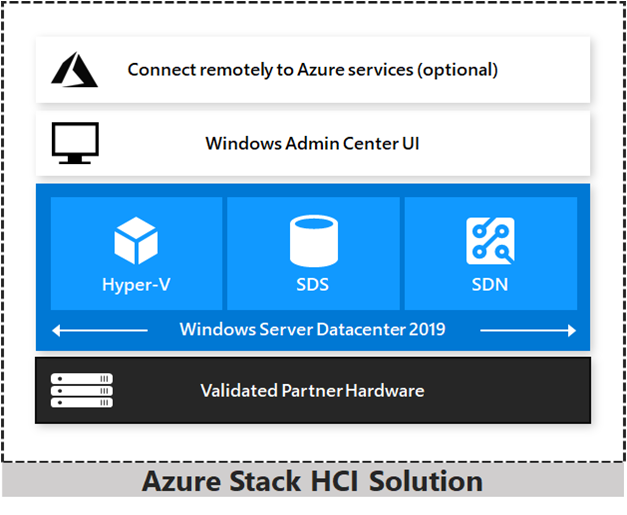 Connect remotely to Azure services (optional)
Windows Admin Center UI
Hyper-V
SDS
SDN
Windows Server Datacenter 2019
Validated Partner Hardware
Azure Stack HCI Solution